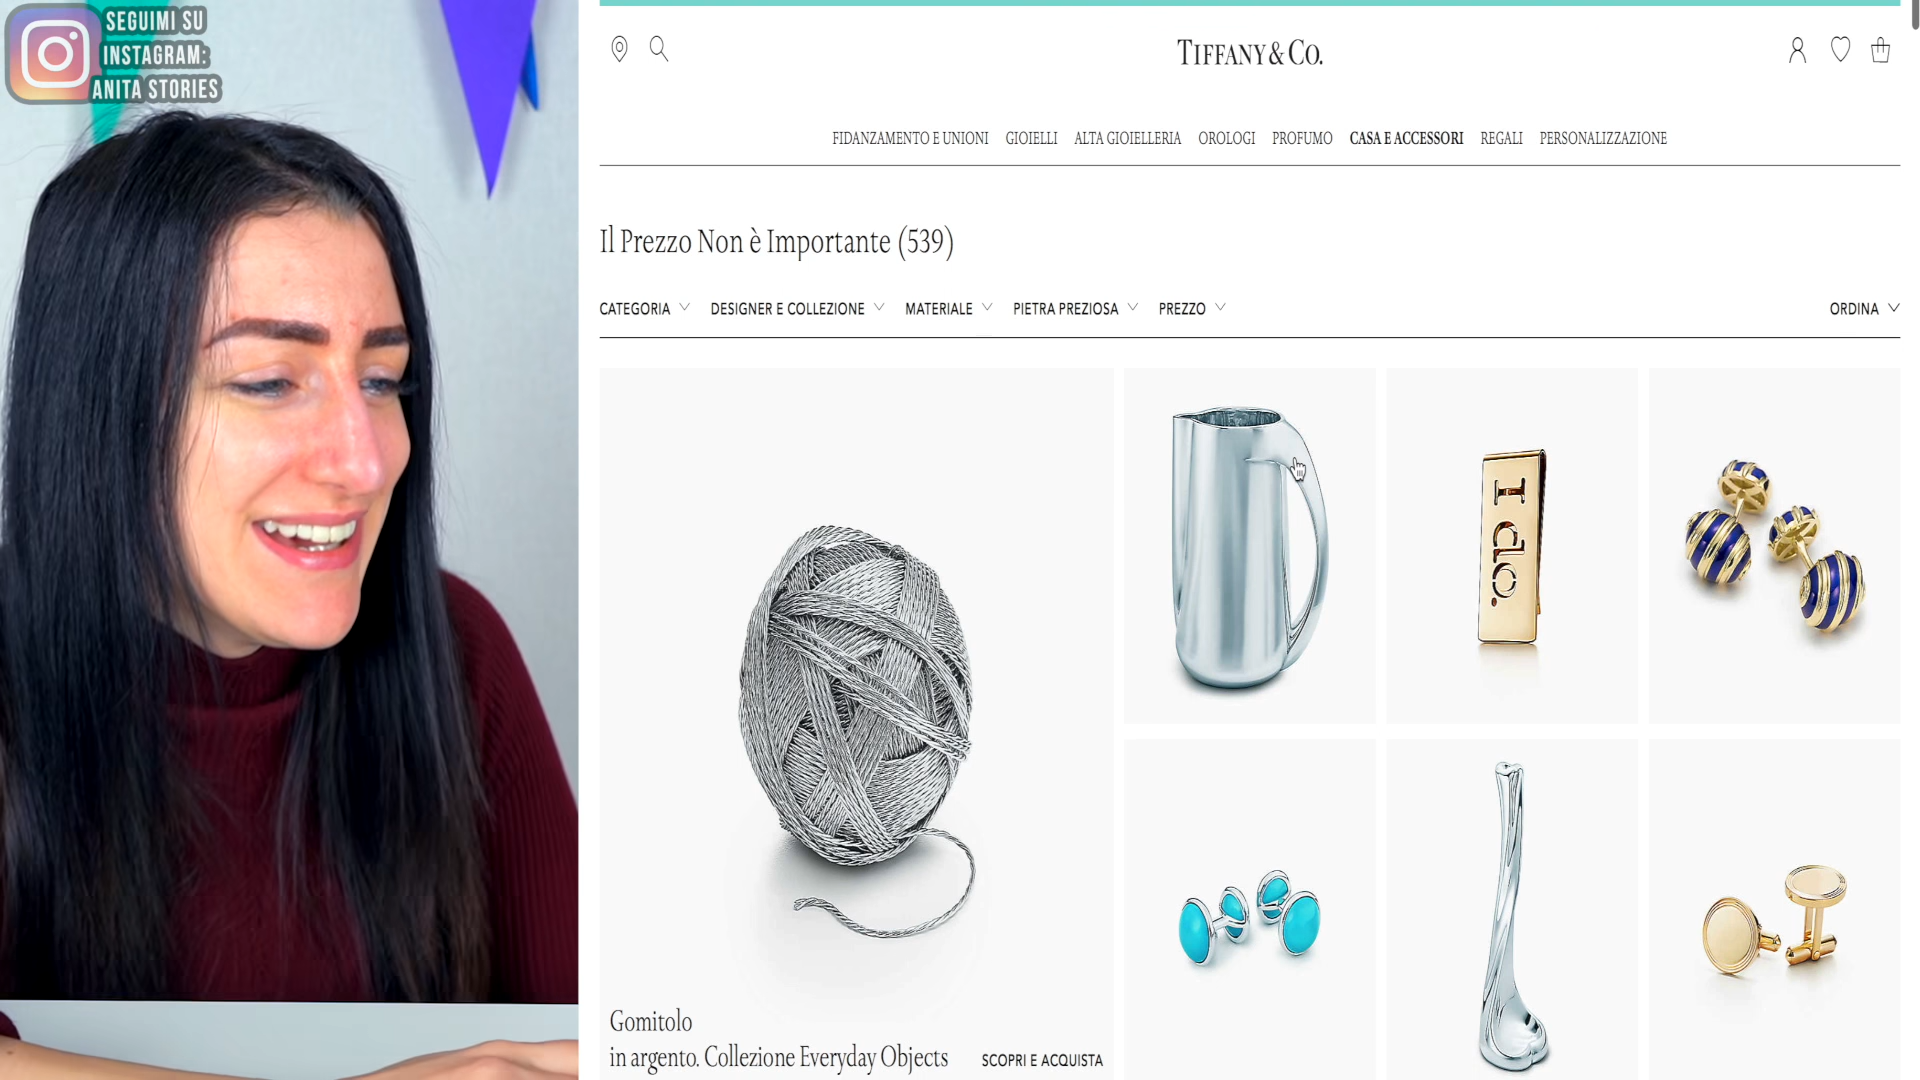 SEGUIMI SU
INSTAGRAM:
ANITA STORIES
TIFFANY & CO.
FIDANZAMENTO E UNIONI GIOIELLI ALTA GIOIELLERIA OROLOGI PROFUMO CASA E ACCESSORI REGALI PERSONALIZZAZIONE
Il Prezzo Non è Importante (539)
CATEGORIA DESIGNER E COLLEZIONE MATERIALE PIETRA PREZIOSA PREZZO ORDINA
I do.
Gomitolo
in argento. Collezione Everyday Objects SCOPRI E ACQUISTA